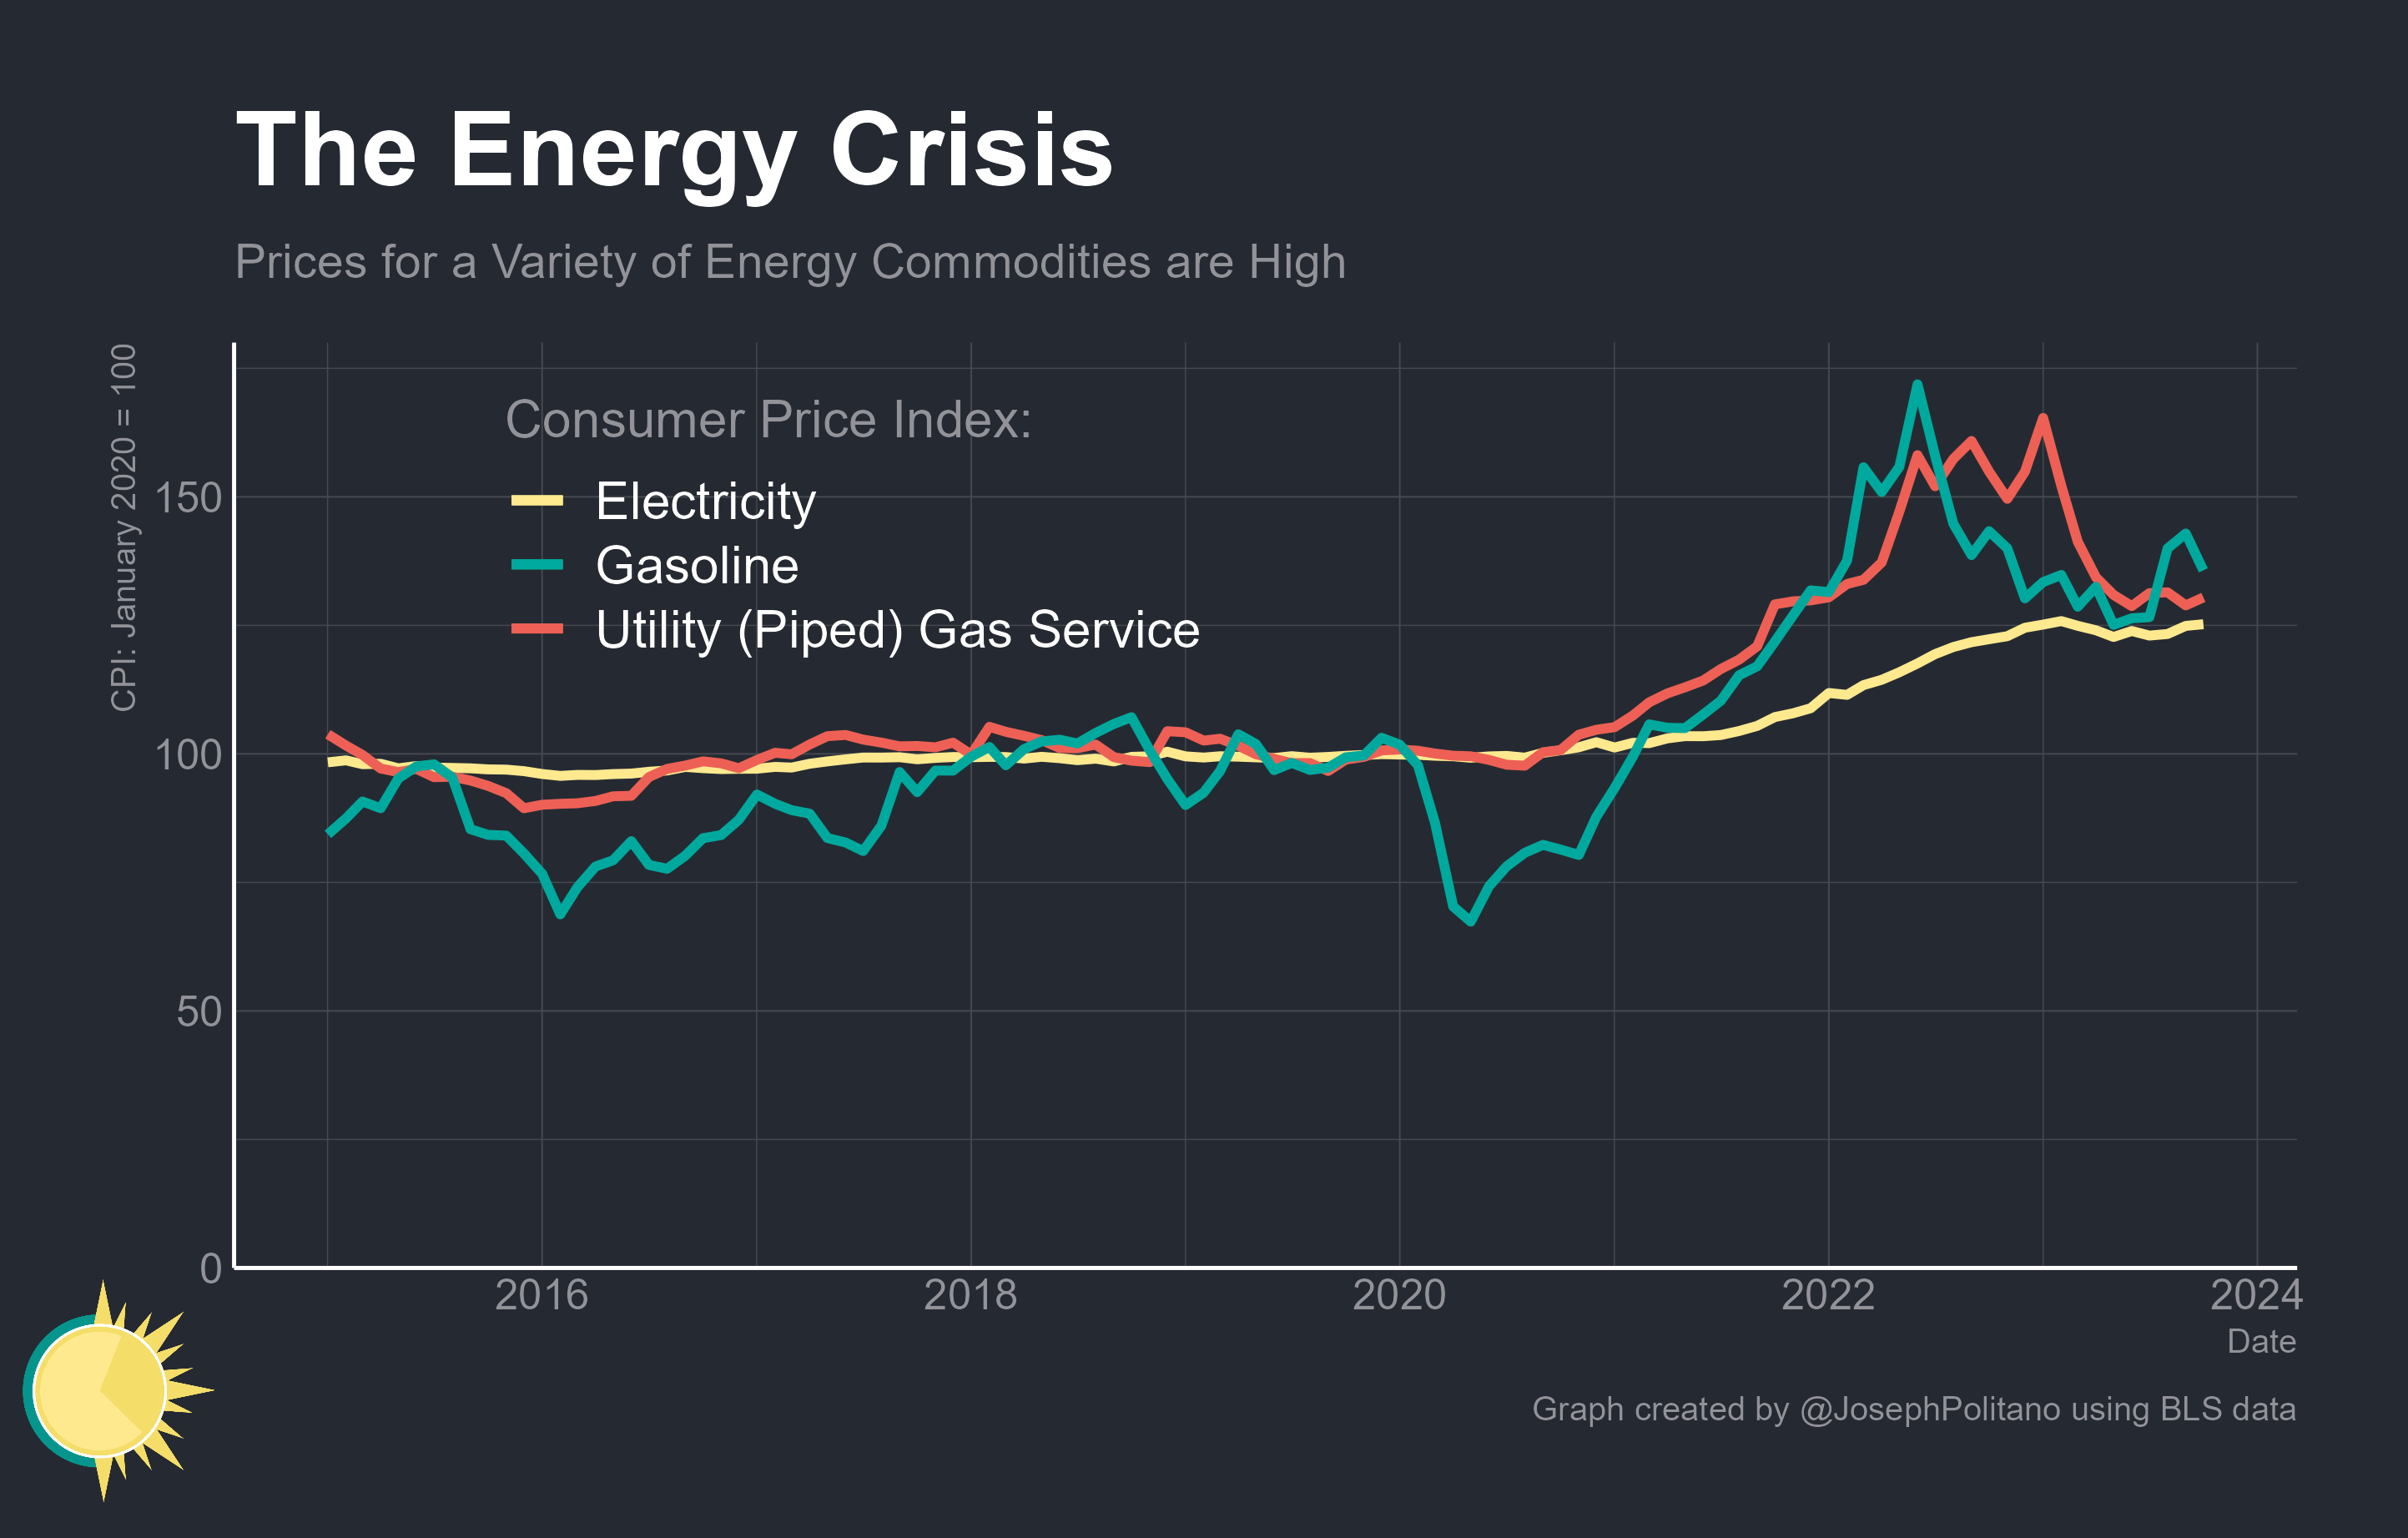 The Energy Crisis
Prices for a Variety of Energy Commodities are High
CPI: January 2020 = 100
Consumer Price Index:
Electricity
Gasoline
Utility (Piped) Gas Service
150
100
50
0
2016
2018
2020
2022
2024
Date
Graph created by @JosephPolitano using BLS data